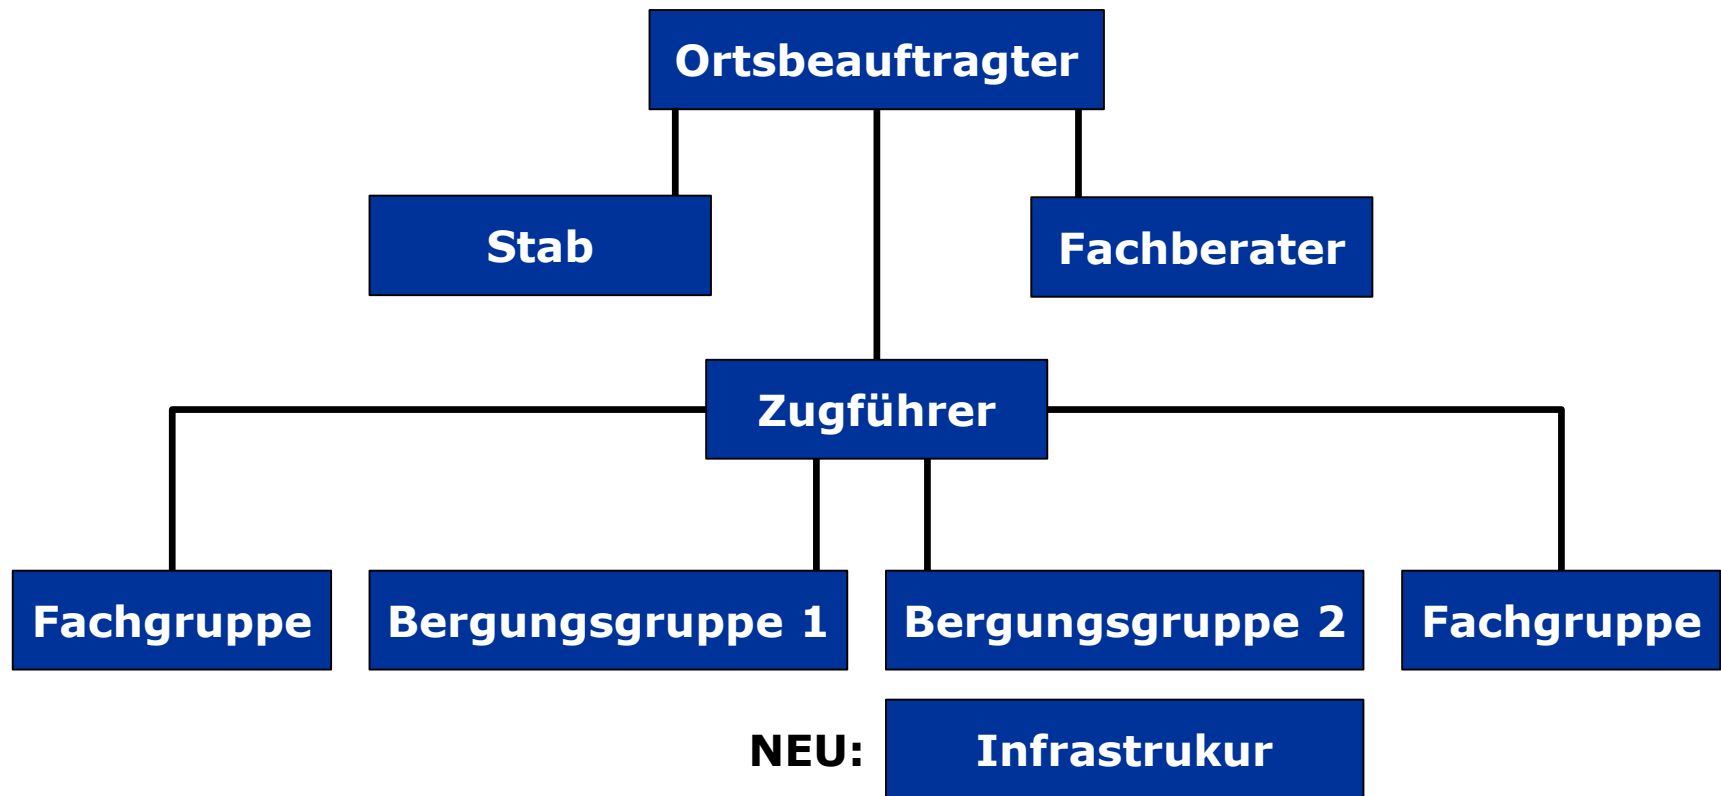 Ortsbeauftragter
Stab
Fachberater
Zugführer
Fachgruppe
Bergungsgruppe 1
Bergungsgruppe 2
Fachgruppe
NEU:
Infrastrukur